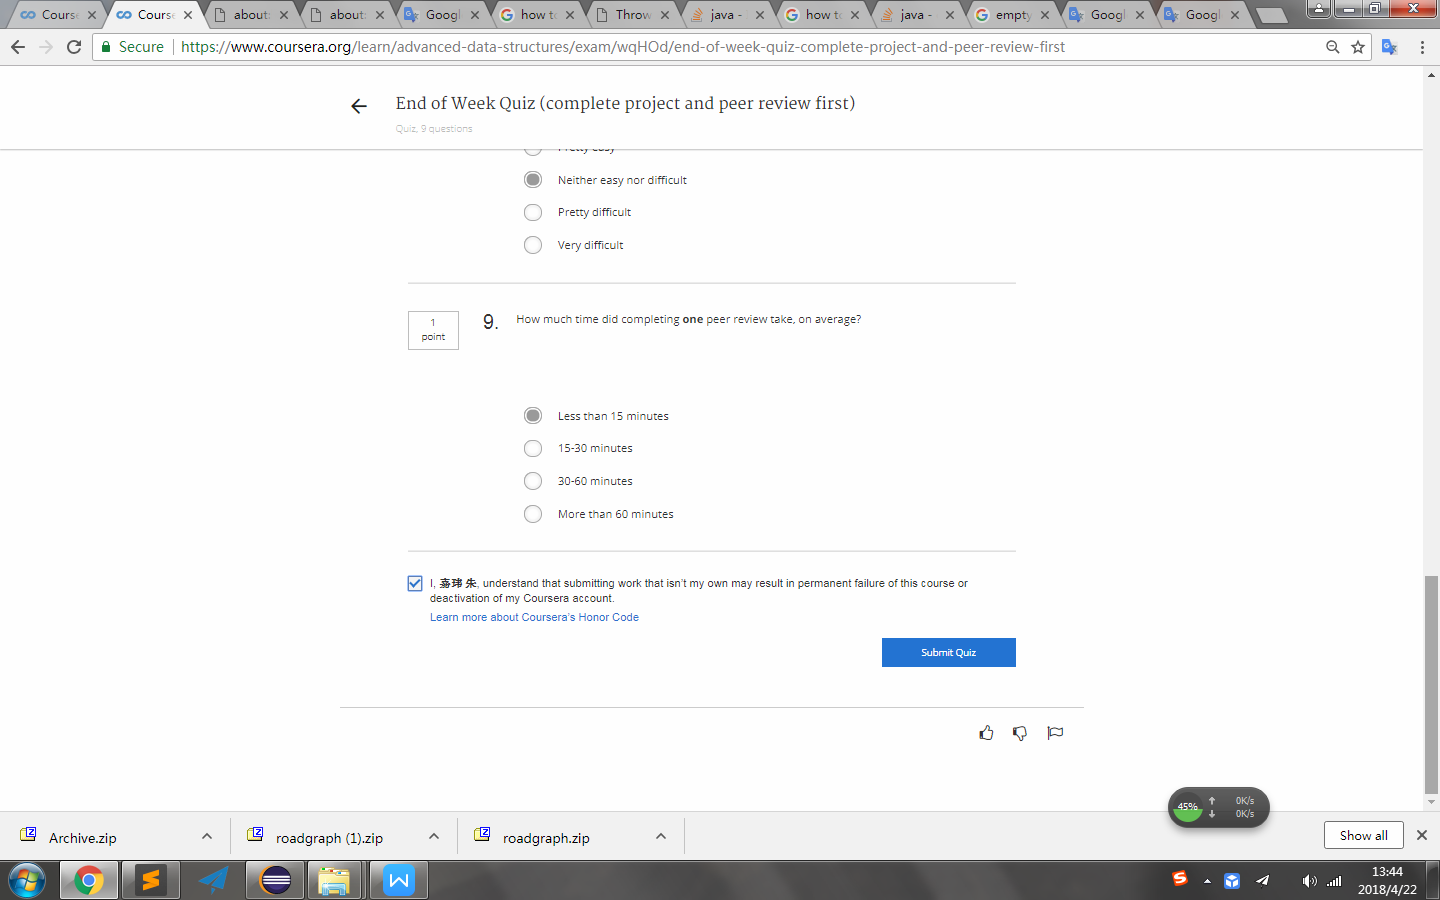 Course
Course
about:
about:
Googl
how to
Throw
java -
how to
java -
empty
Googl
Googl
Secure
https://www.coursera.org/learn/advanced-data-structures/exam/wqHOd/end-of-week-quiz-complete-project-and-peer-review-first
End of Week Quiz (complete project and peer review first)
Quiz, 9 questions
Pretty easy
Neither easy nor difficult
Pretty difficult
Very difficult
1
point
9.
How much time did completing one peer review take, on average?
Less than 15 minutes
15-30 minutes
30-60 minutes
More than 60 minutes
I, 嘉玮 朱, understand that submitting work that isn't my own may result in permanent failure of this course or
deactivation of my Coursera account.
Learn more about Coursera's Honor Code
Submit Quiz
45%
0K/s
0K/s
Archive.zip
roadgraph (1).zip
roadgraph.zip
Show all
13:44
2018/4/22